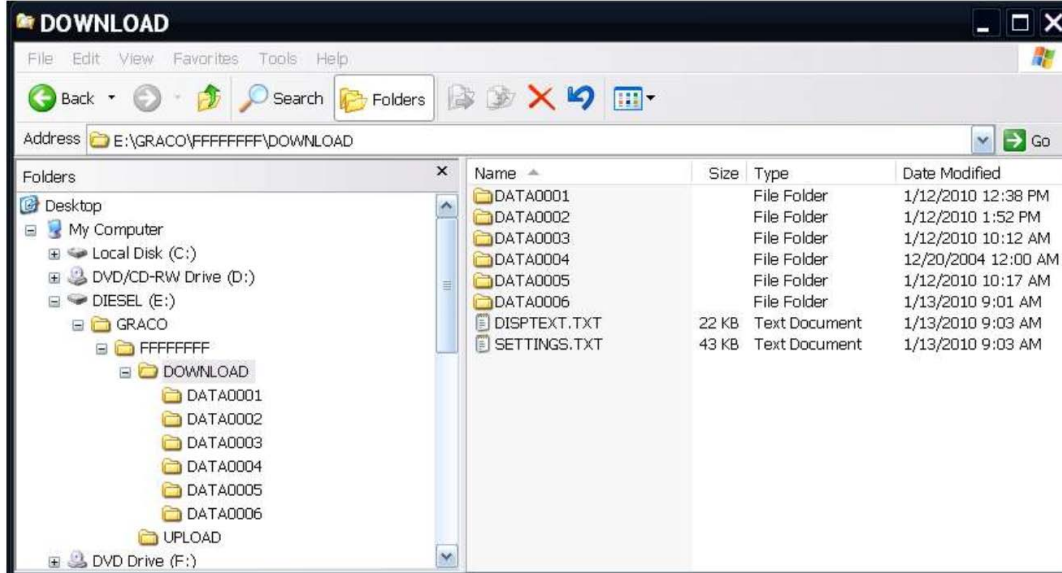 DOWNLOAD
File Edit View Favorites Tools Help
Back Search Folders
Address E:\GRACO\FFFFFFFF\DOWNLOAD Go
Folders
Desktop
My Computer
Local Disk (C:)
DVD/CD-RW Drive (D:)
DIESEL (E:)
GRACO
FFFFFFFF
DOWNLOAD
DATA0001
DATA0002
DATA0003
DATA0004
DATA0005
DATA0006
UPLOAD
DVD Drive (F:)
Name Size Type Date Modified
DATA0001 File Folder 1/12/2010 12:38 PM
DATA0002 File Folder 1/12/2010 1:52 PM
DATA0003 File Folder 1/12/2010 10:12 AM
DATA0004 File Folder 12/20/2004 12:00 AM
DATA0005 File Folder 1/12/2010 10:17 AM
DATA0006 File Folder 1/13/2010 9:01 AM
DISPTEXT.TXT 22 KB Text Document 1/13/2010 9:03 AM
SETTINGS.TXT 43 KB Text Document 1/13/2010 9:03 AM